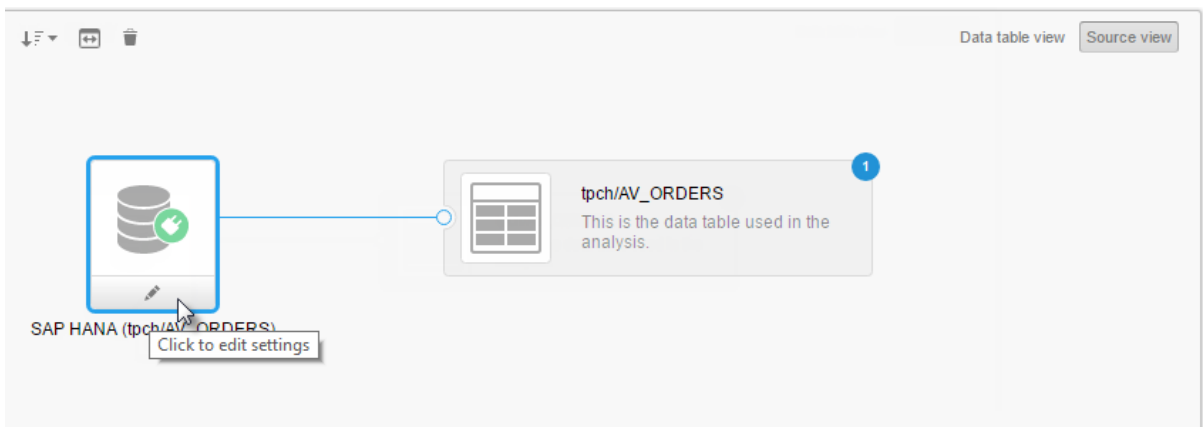 Data table view Source view
1
tpch/AV_ORDERS
This is the data table used in the
analysis.
SAP HANA (tpch/AV_ORDERS)
Click to edit settings